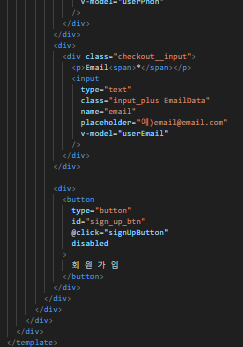 v-model="userPhon"
/>
</div>
</div>
<div>
<div class="checkout__input">
<p>Email<span>*</span></p>
<input
type="text"
class="input_plus EmailData"
name="email"
placeholder="예)email@email.com"
v-model="userEmail"
/>
</div>
</div>
<div>
<button
type="button"
id="sign_up_btn"
@click="signUpButton"
disabled
>
회 원 가 입
</button>
</div>
</div>
</div>
</div>
</template>